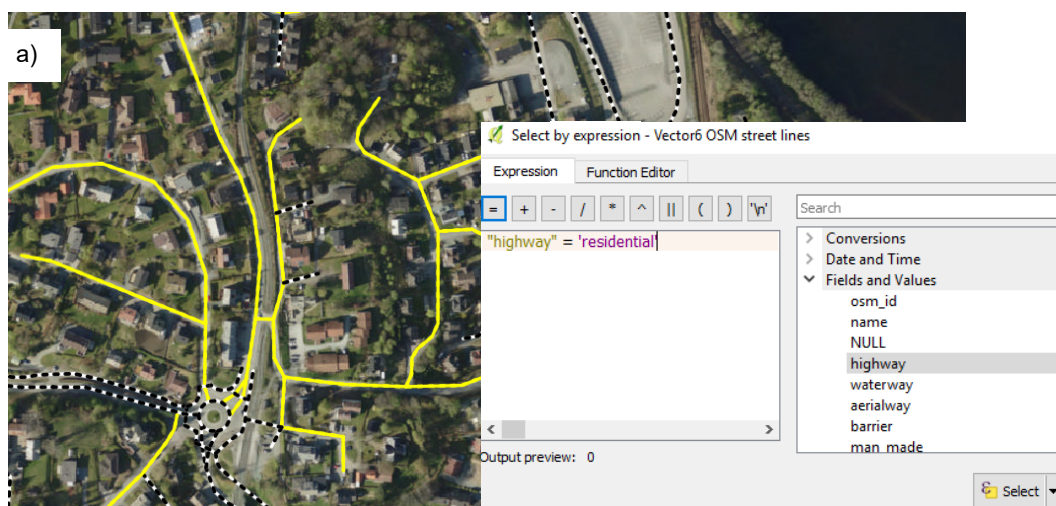 a)
Select by expression - Vector6 OSM street lines
Expression Function Editor
= + - / * ^ || ( ) '\n'
Search
"highway" = 'residential'
Conversions
Date and Time
Fields and Values
osm_id
name
NULL
highway
waterway
aerialway
barrier
man_made
Output preview: 0
Select